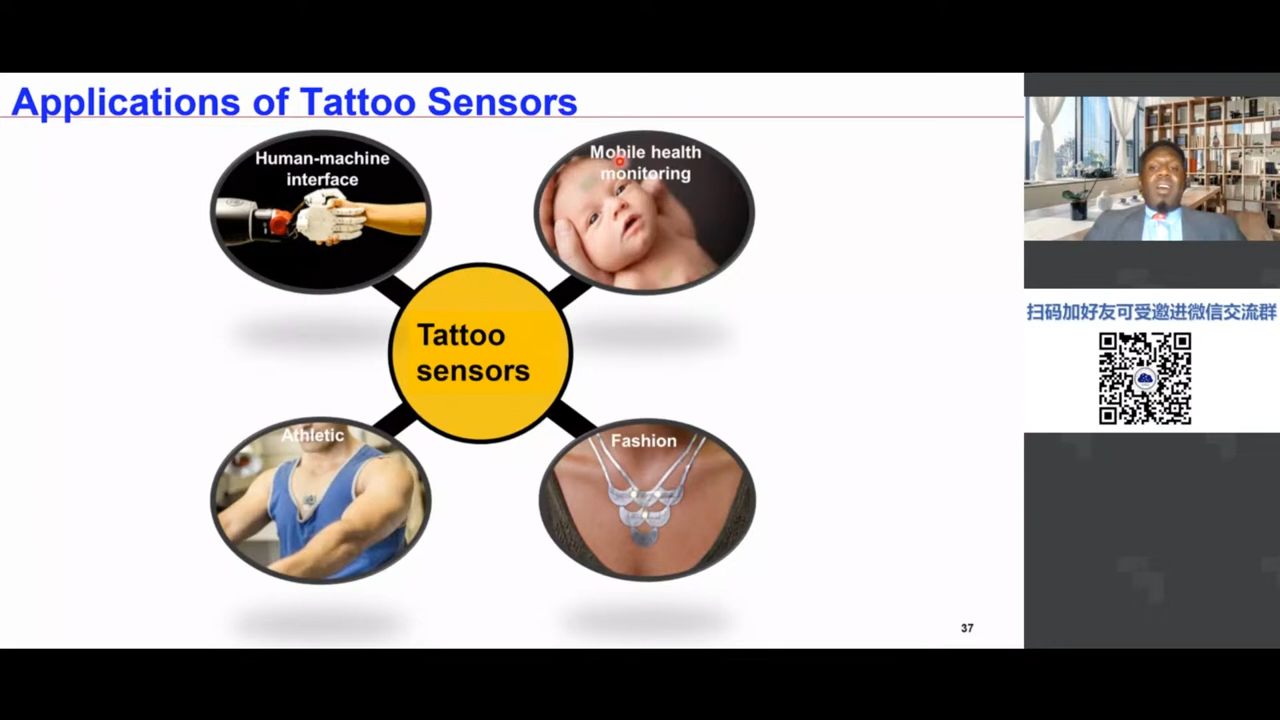 Applications of Tattoo Sensors
Human-machine
interface
Mobile health
monitoring
Tattoo
sensors
Athletic
Fashion
37
扫码加好友可受邀进微信交流群